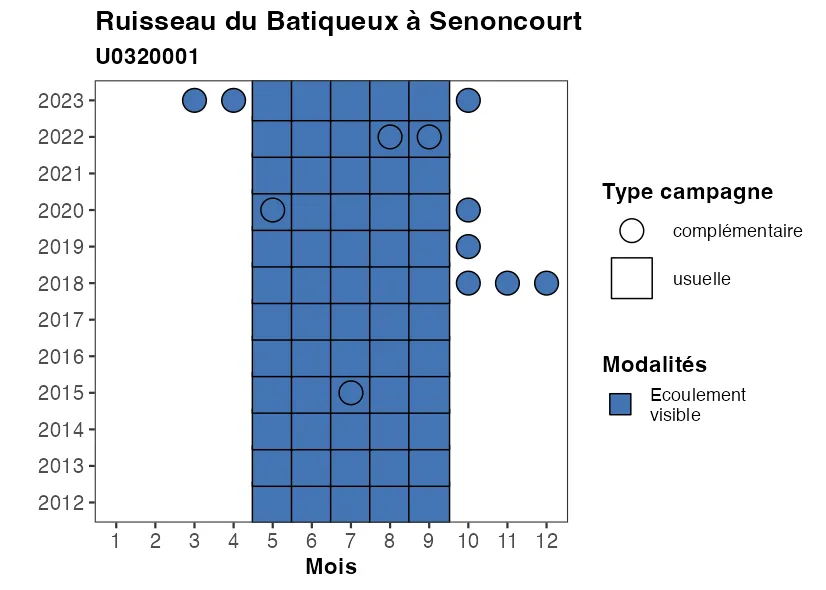 Ruisseau du Batiqueux à Senoncourt
U0320001
2023
2022
2021
2020
2019
2018
2017
2016
2015
2014
2013
2012
1 2 3 4 5 6 7 8 9 10 11 12
Mois
Type campagne
complémentaire
usuelle
Modalités
Ecoulement
visible